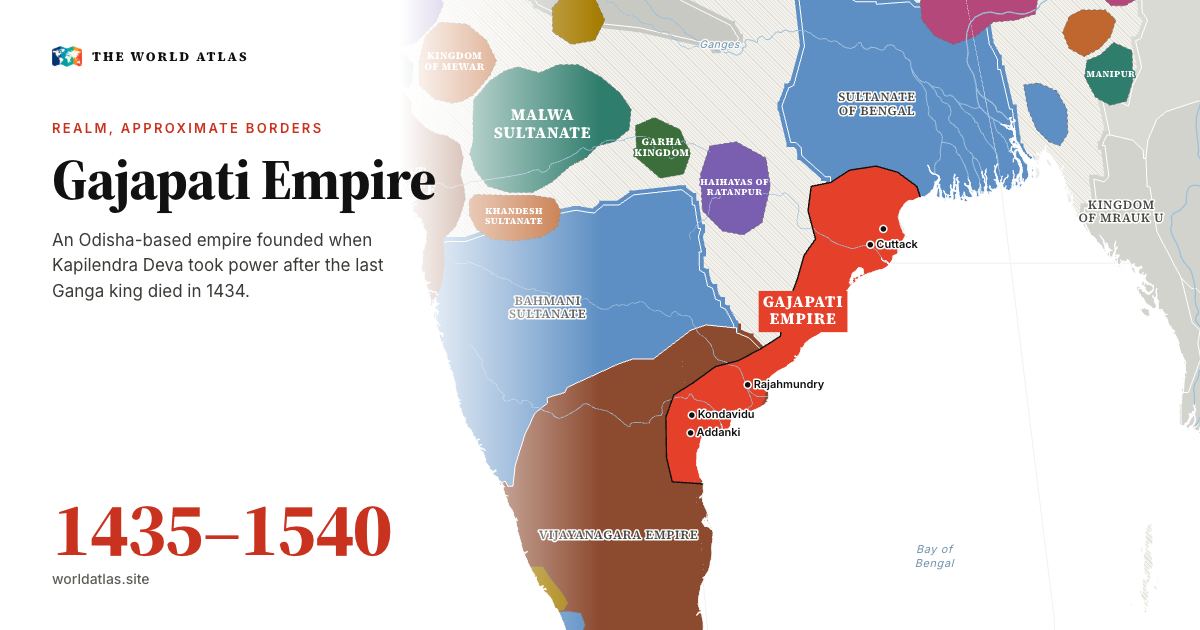 THE WORLD ATLAS
REALM, APPROXIMATE BORDERS
Gajapati Empire
An Odisha-based empire founded when
Kapilendra Deva took power after the last
Ganga king died in 1434.
1435–1540
worldatlas.site
KINGDOM
OF MEWAR
Ganges
MANIPUR
SULTANATE
OF BENGAL
MALWA
SULTANATE
GARHA
KINGDOM
HAIHAYAS OF
RATANPUR
KHANDESH
SULTANATE
KINGDOM
OF MRAUK U
Cuttack
BAHMANI
SULTANATE
GAJAPATI
EMPIRE
Rajahmundry
Kondavidu
Addanki
VIJAYANAGARA EMPIRE
Bay of
Bengal